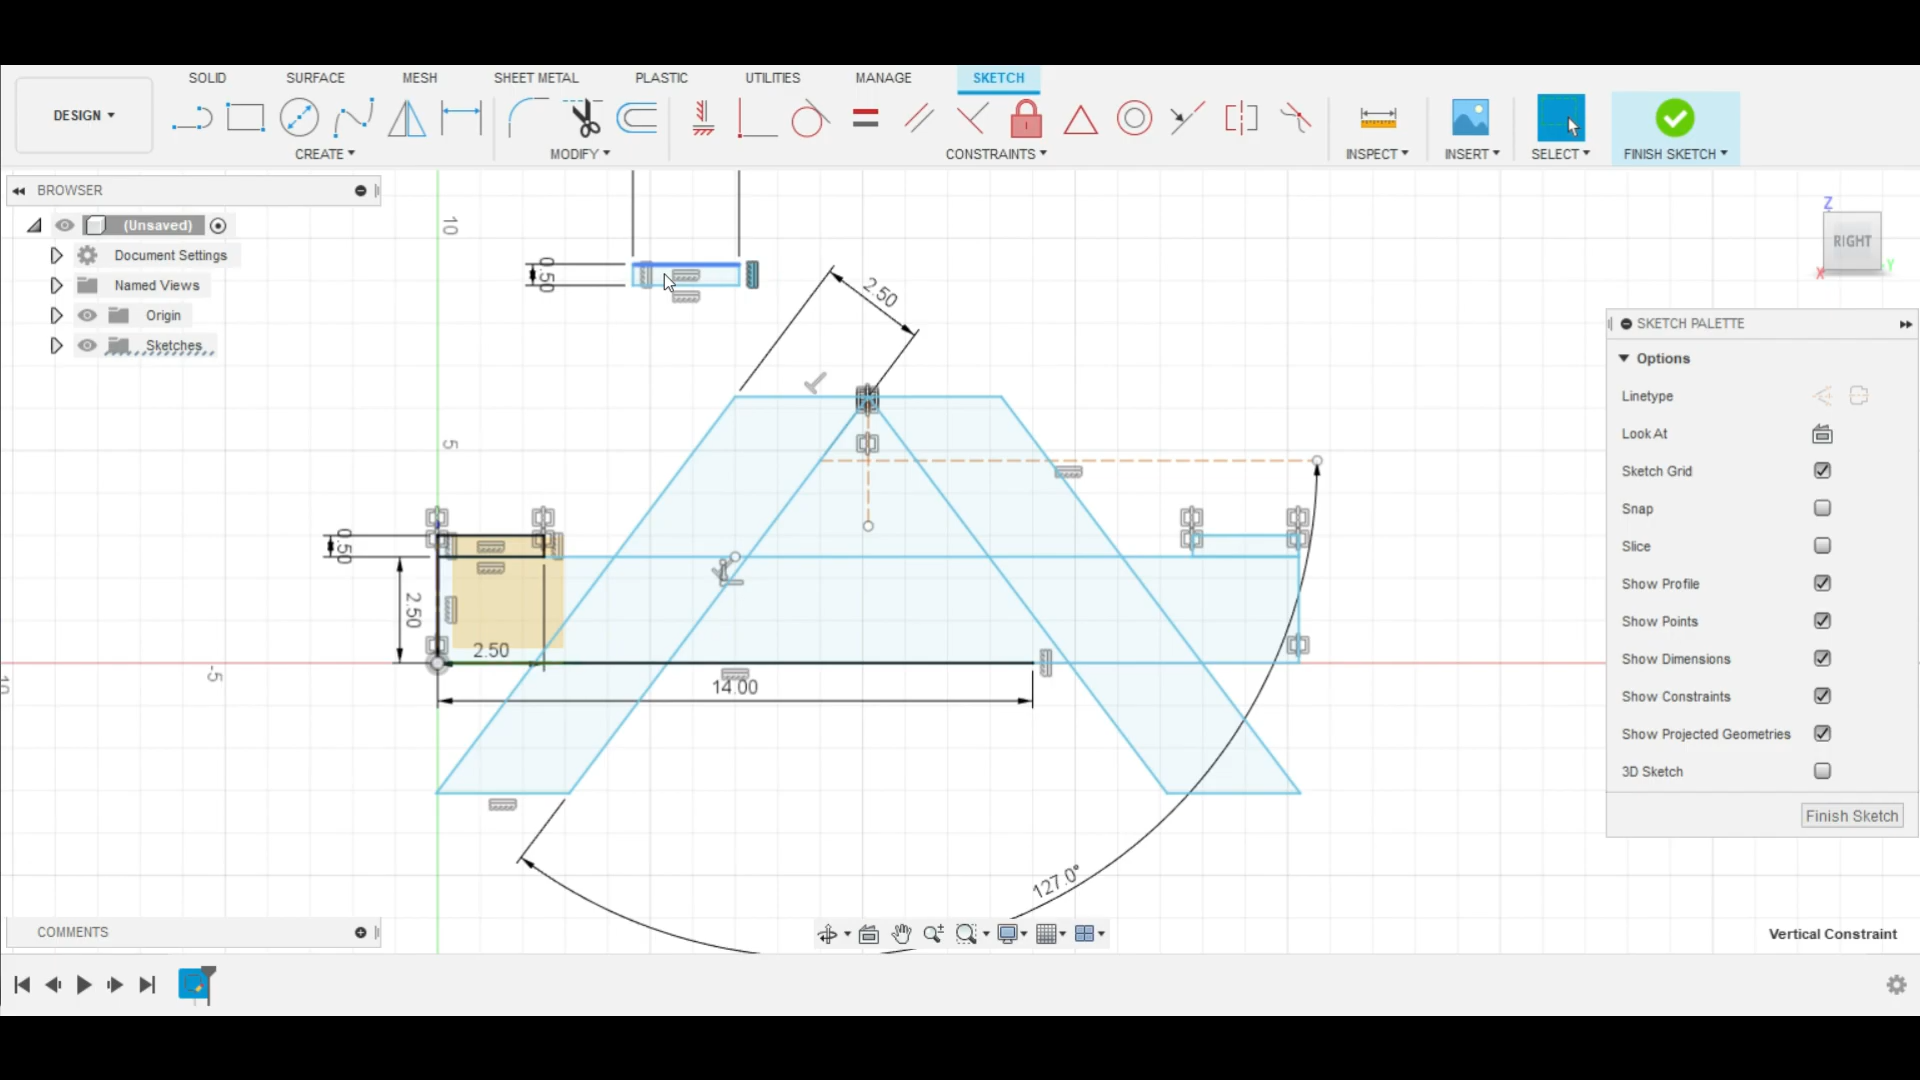 SOLID SURFACE MESH SHEET METAL PLASTIC UTILITIES MANAGE SKETCH
DESIGN
CREATE MODIFY CONSTRAINTS INSPECT INSERT SELECT FINISH SKETCH
BROWSER
(Unsaved)
Document Settings
Named Views
Origin
Sketches
10
5
-5
10
0.50
2.50
0.50
2.50
2.50
14.00
127.0°
Z
RIGHT
X
Y
SKETCH PALETTE
Options
Linetype
Look At
Sketch Grid
Snap
Slice
Show Profile
Show Points
Show Dimensions
Show Constraints
Show Projected Geometries
3D Sketch
Finish Sketch
COMMENTS
Vertical Constraint